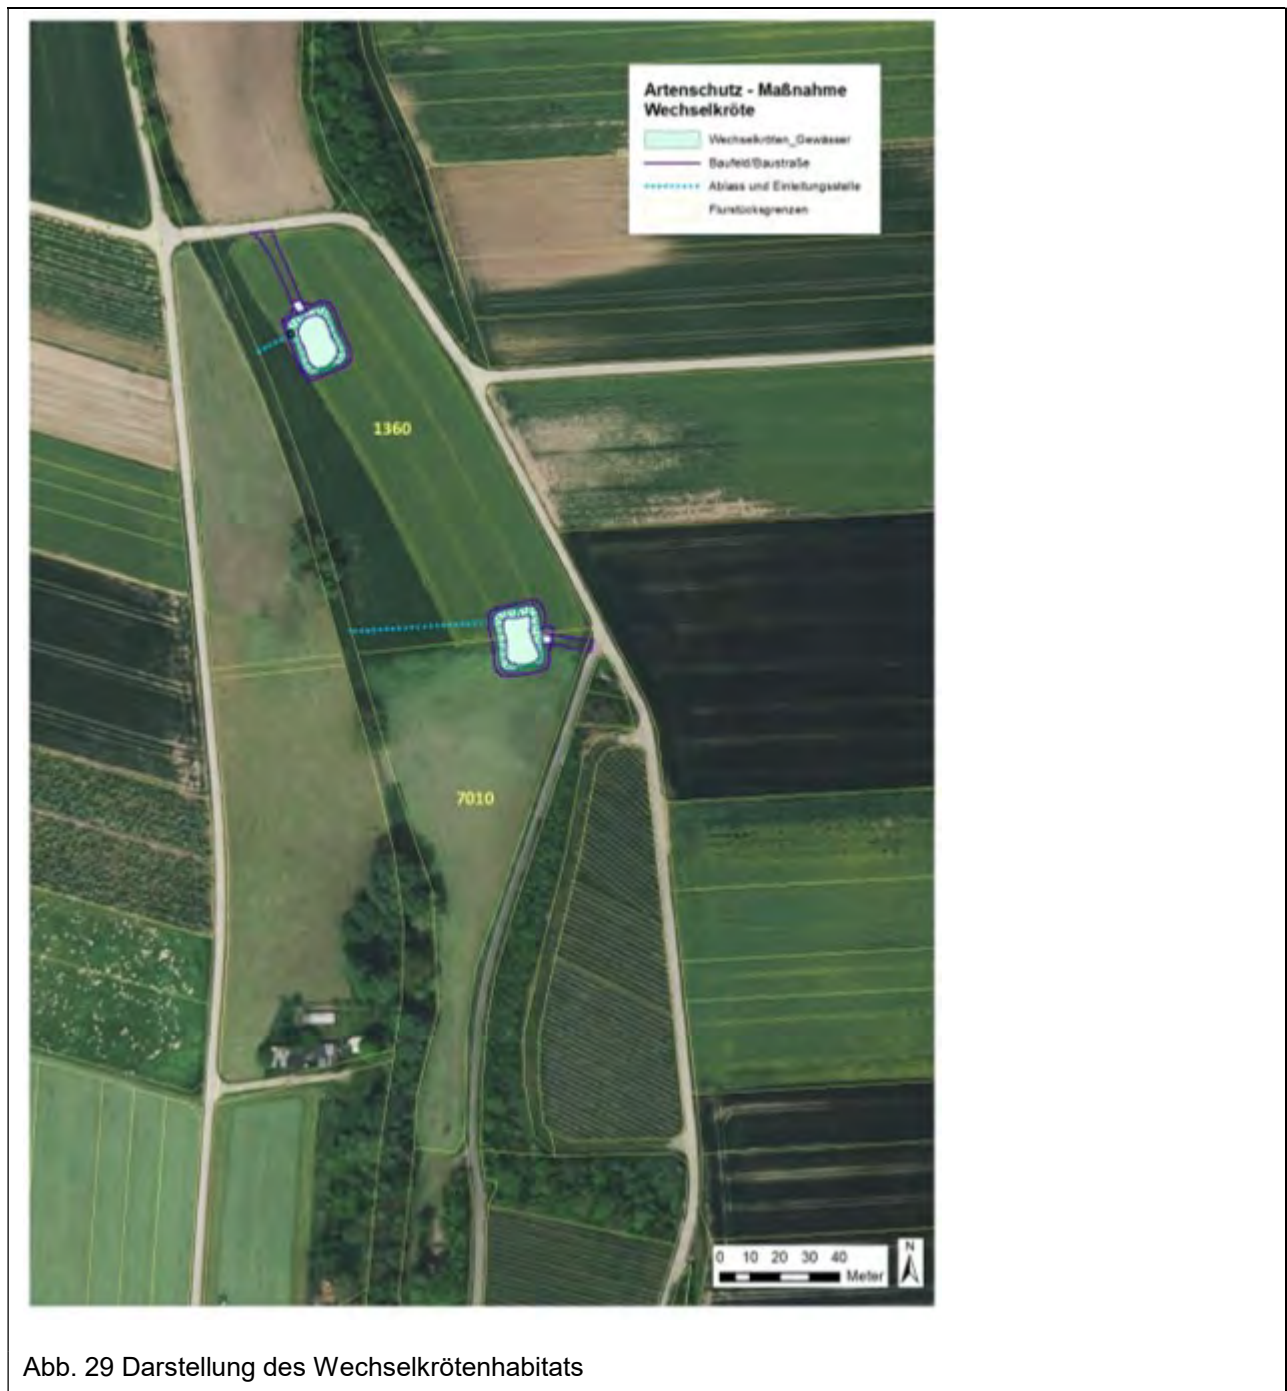 Artenschutz - Maßnahme
Wechselkröte
Wechselkröten_Gewässer
Baufeld/Baustraße
Ablass und Einleitungsstelle
Flurstücksgrenzen
1360
7010
N
0 10 20 30 40
Meter
Abb. 29 Darstellung des Wechselkrötenhabitats